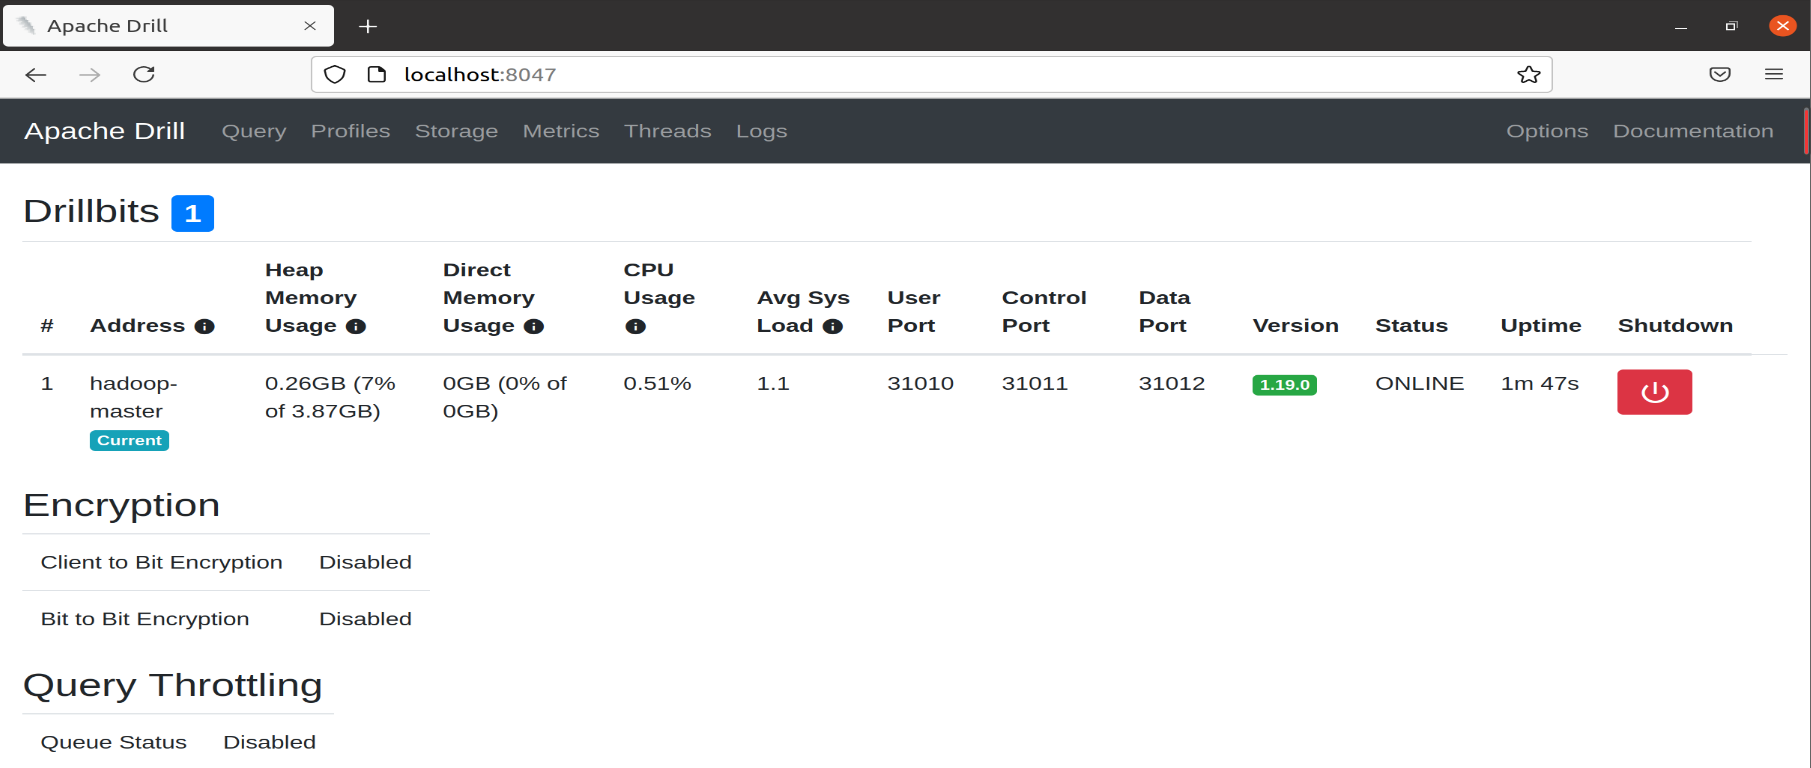 Apache Drill
localhost:8047
Apache Drill Query Profiles Storage Metrics Threads Logs Options Documentation
Drillbits 1
# Address Heap Memory Usage Direct Memory Usage CPU Usage Avg Sys Load User Port Control Port Data Port Version Status Uptime Shutdown
1 hadoop-master Current 0.26GB (7% of 3.87GB) 0GB (0% of 0GB) 0.51% 1.1 31010 31011 31012 1.19.0 ONLINE 1m 47s
Encryption
Client to Bit Encryption Disabled
Bit to Bit Encryption Disabled
Query Throttling
Queue Status Disabled